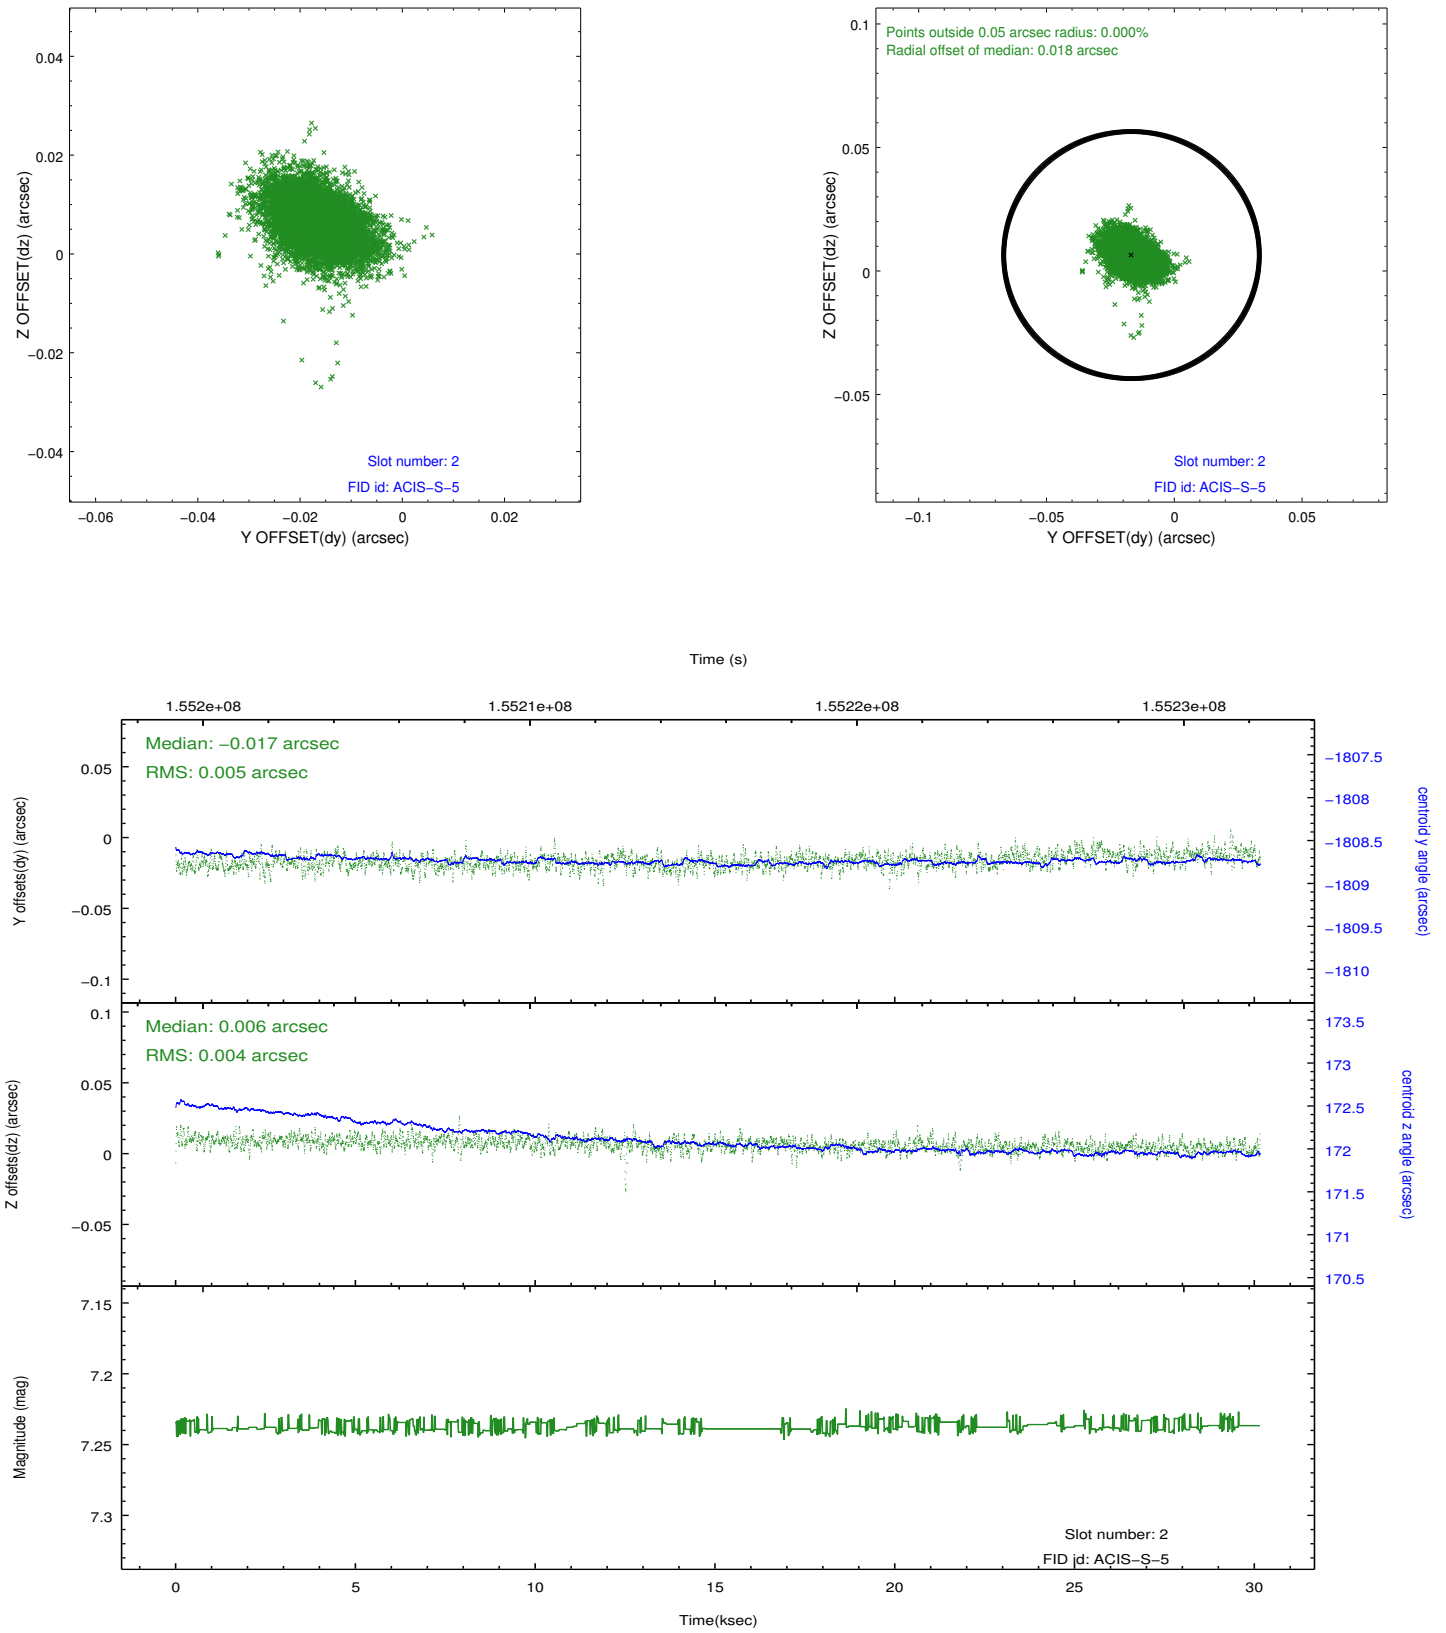 0.04
0.02
0
−0.02
−0.04
Z OFFSET(dz) (arcsec)
Slot number: 2
FID id: ACIS−S−5
−0.06
−0.04
−0.02
0
0.02
Y OFFSET(dy) (arcsec)
Points outside 0.05 arcsec radius: 0.000%
Radial offset of median: 0.018 arcsec
0.1
0.05
0
−0.05
Z OFFSET(dz) (arcsec)
Slot number: 2
FID id: ACIS−S−5
−0.1
−0.05
0
0.05
Y OFFSET(dy) (arcsec)
Time (s)
1.552e+08
1.5521e+08
1.5522e+08
1.5523e+08
Median: −0.017 arcsec
RMS: 0.005 arcsec
0.05
0
−0.05
−0.1
Y offsets(dy) (arcsec)
−1807.5
−1808
−1808.5
−1809
−1809.5
−1810
centroid y angle (arcsec)
Median: 0.006 arcsec
RMS: 0.004 arcsec
0.1
0.05
0
−0.05
Z offsets(dz) (arcsec)
173.5
173
172.5
172
171.5
171
170.5
centroid z angle (arcsec)
7.15
7.2
7.25
7.3
Magnitude (mag)
Slot number: 2
FID id: ACIS−S−5
0
5
10
15
20
25
30
Time(ksec)